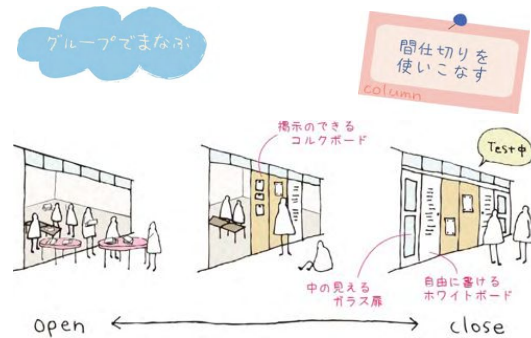 グループでまなぶ
間仕切りを
使いこなす
column
掲示のできる
コルクボード
Test中
中の見える
ガラス扉
自由に書ける
ホワイトボード
open
close